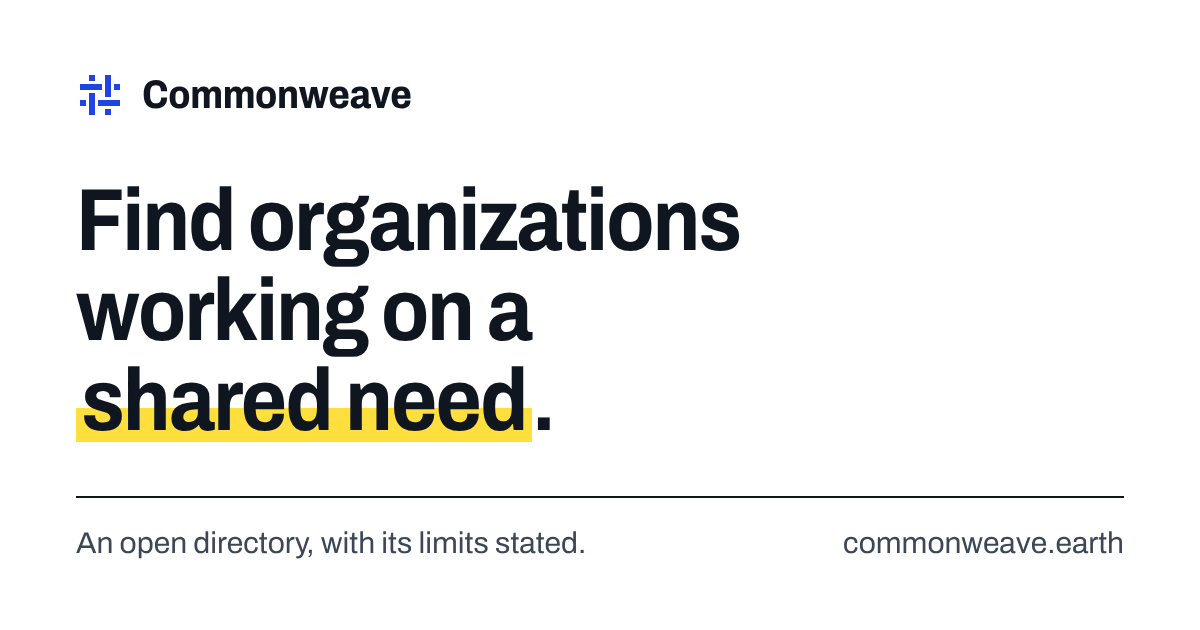 Commonweave
Find organizations
working on a
shared need.
An open directory, with its limits stated.
commonweave.earth